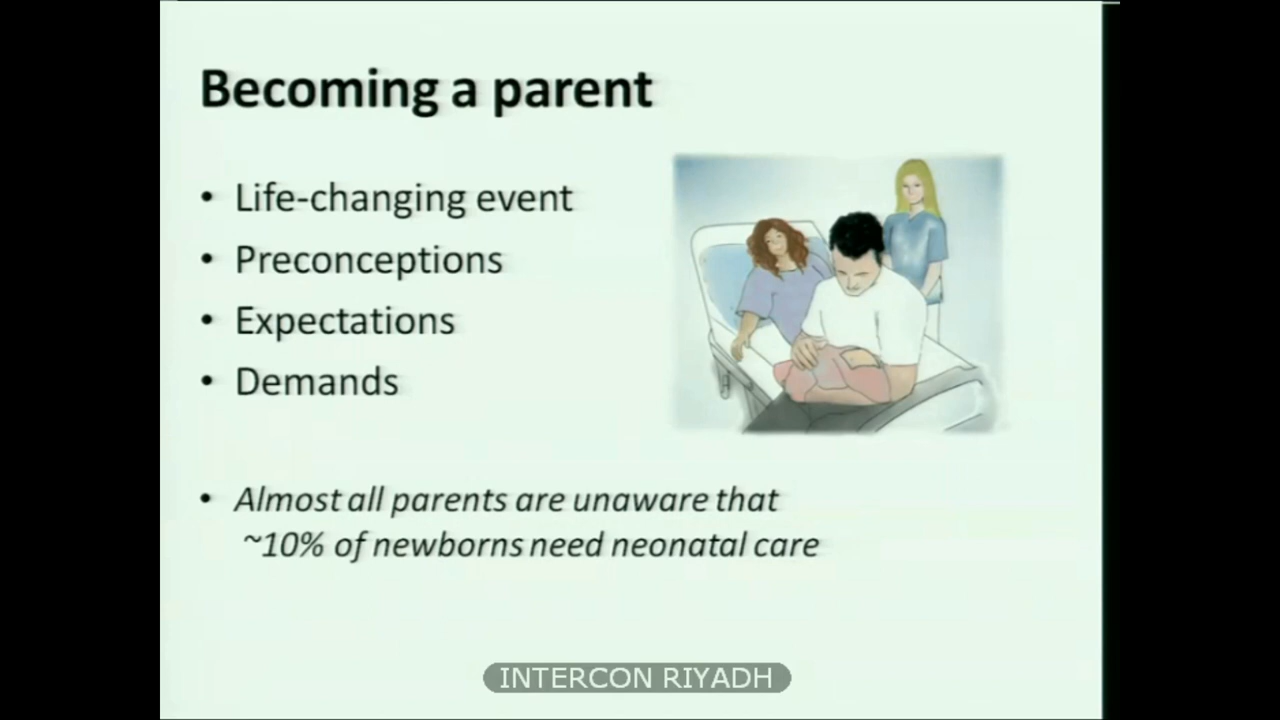 Becoming a parent
• Life-changing event
• Preconceptions
• Expectations
• Demands
• Almost all parents are unaware that
~10% of newborns need neonatal care
INTERCON RIYADH